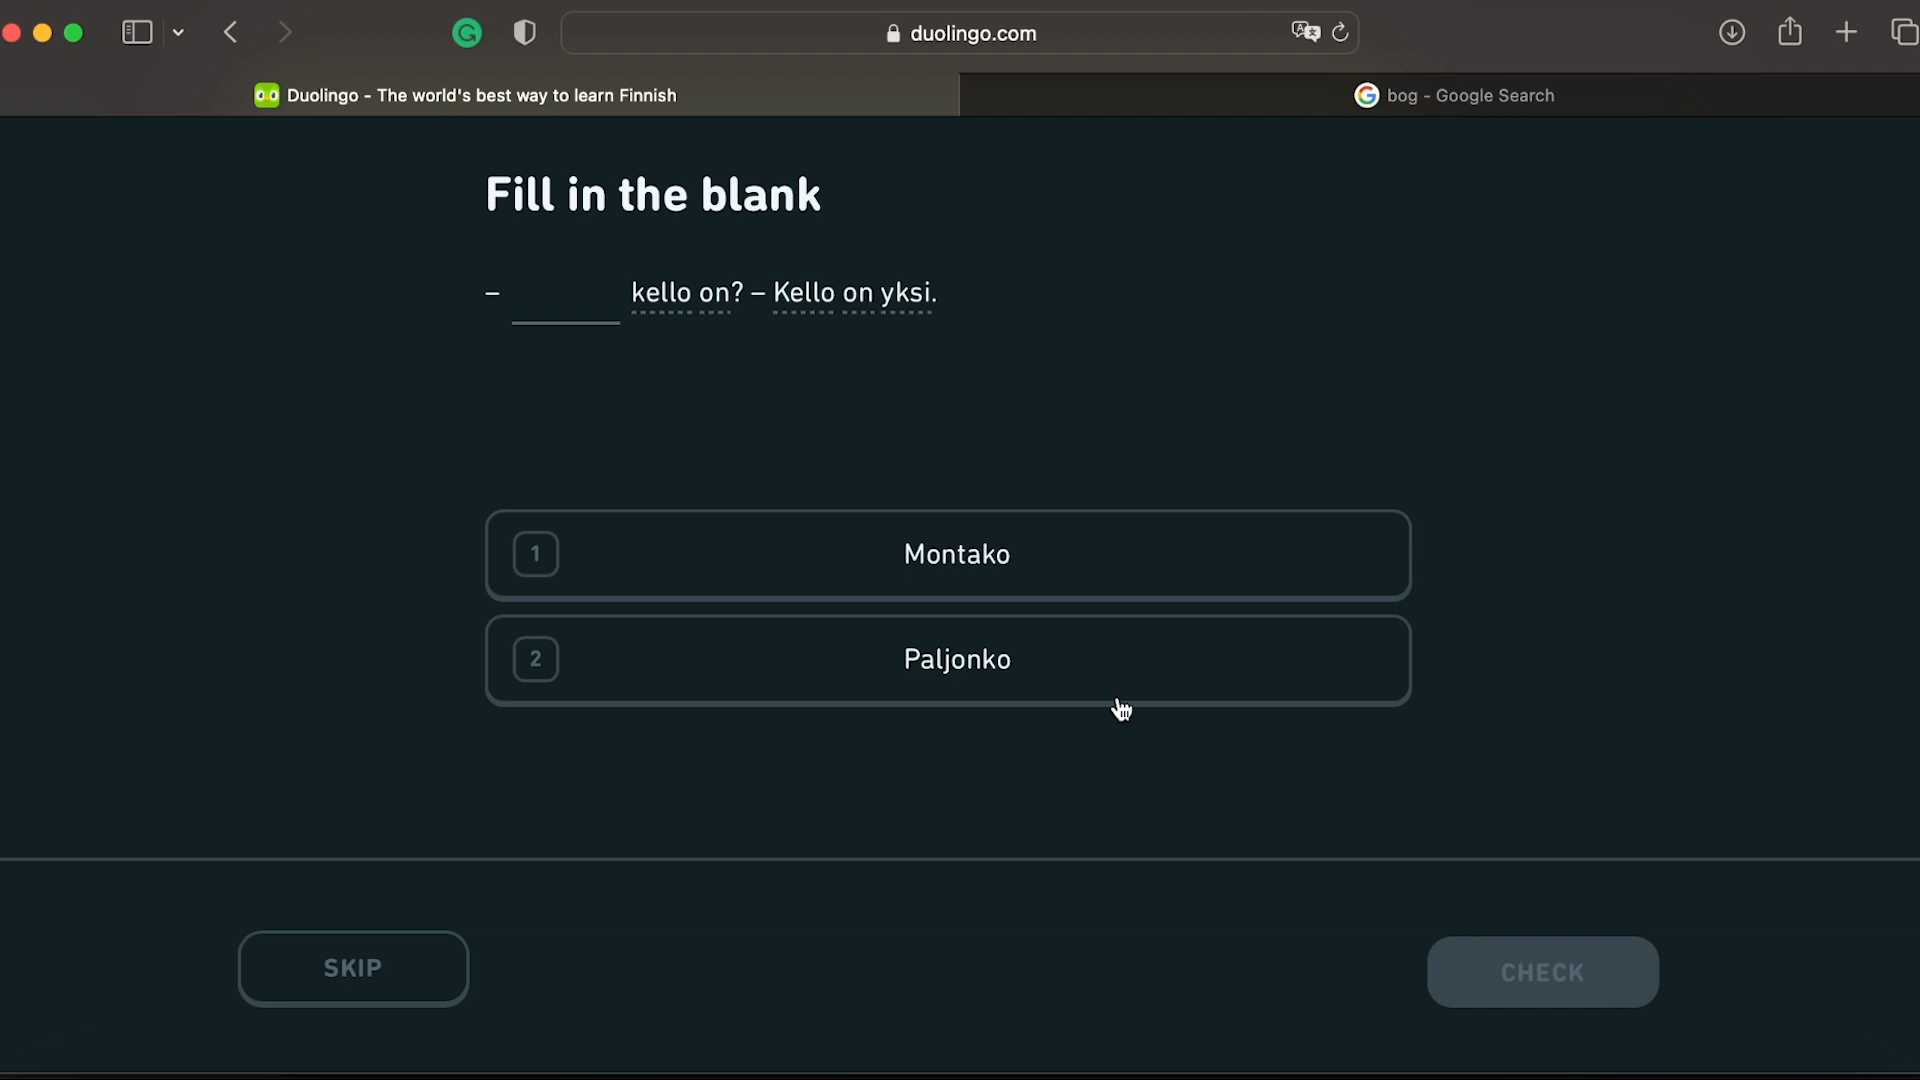 duolingo.com
Duolingo - The world's best way to learn Finnish
bog - Google Search
Fill in the blank
– ______ kello on? – Kello on yksi.
1 Montako
2 Paljonko
SKIP
CHECK